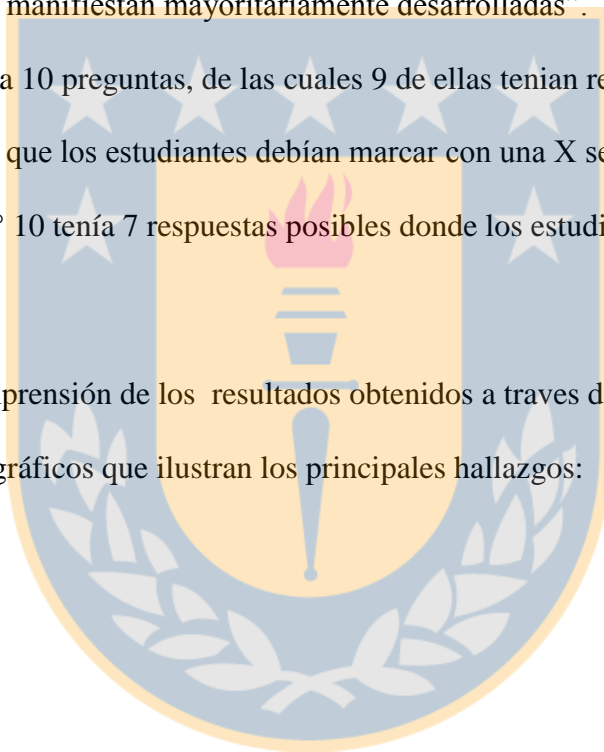 manifiestan mayoritariamente desarrolladas".
a 10 preguntas, de las cuales 9 de ellas tenian re
que los estudiantes debían marcar con una X se
° 10 tenía 7 respuestas posibles donde los estudi
prensión de los resultados obtenidos a traves d
gráficos que ilustran los principales hallazgos: